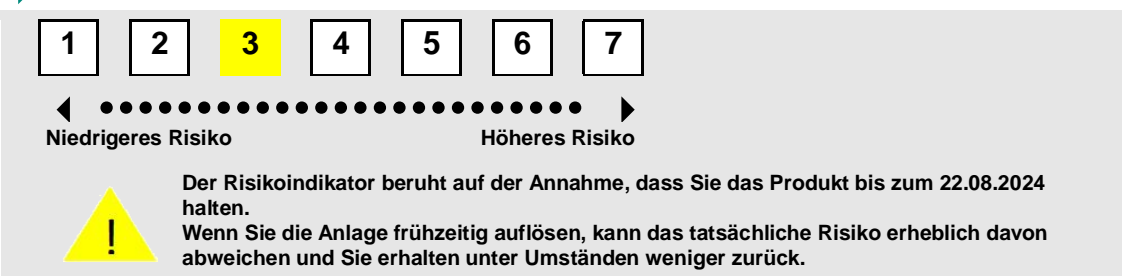 1 2 3 4 5 6 7
Niedrigeres Risiko Höheres Risiko
Der Risikoindikator beruht auf der Annahme, dass Sie das Produkt bis zum 22.08.2024
halten.
Wenn Sie die Anlage frühzeitig auflösen, kann das tatsächliche Risiko erheblich davon
abweichen und Sie erhalten unter Umständen weniger zurück.
!